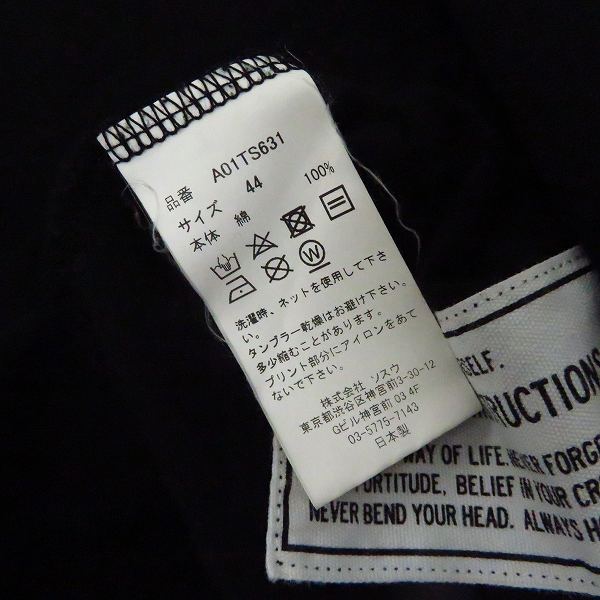 品番 A01TS631
サイズ 44
本体 綿 100%
W
洗濯時、ネットを使用して下さ
い。
タンブラー乾燥はお避け下さい。
多少縮むことがあります。
プリント部分にアイロンをあて
ないで下さい。
株式会社 ソスウ
東京都渋谷区神宮前3-30-12
Gビル神宮前 03 4F
03-5775-7143
日本製
SELF.
RUCTIONS
WAY OF LIFE. NEVER FORGE
FORTITUDE, BELIEF IN YOUR CR
NEVER BEND YOUR HEAD. ALWAYS H